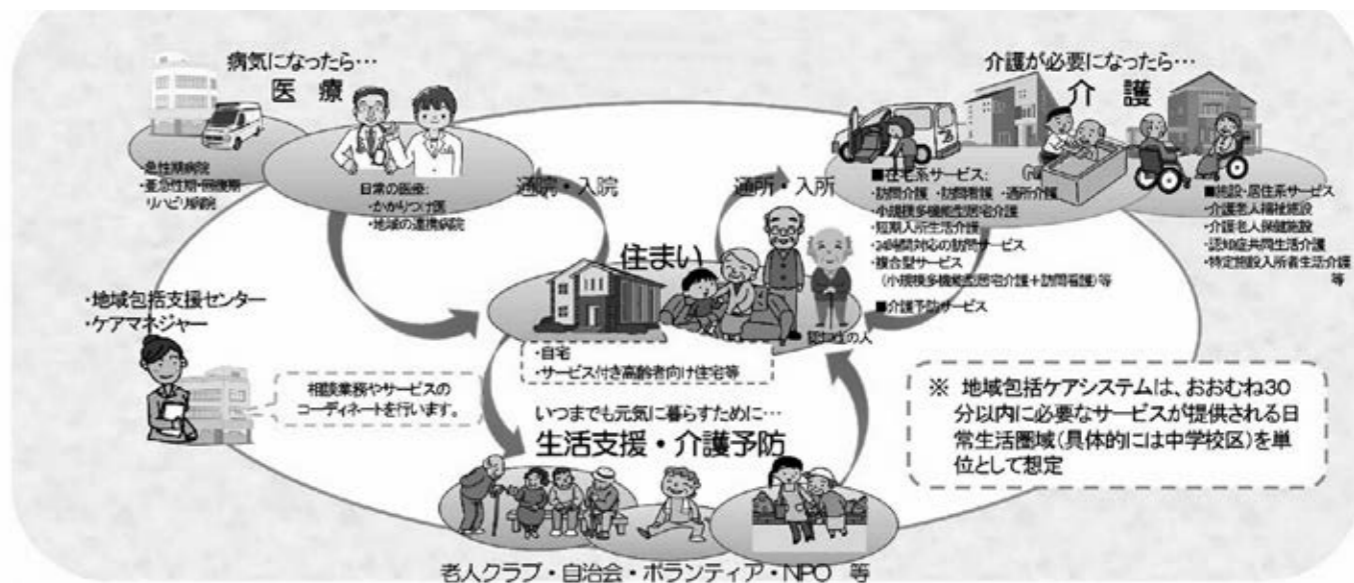 病気になったら…
医 療
・急性期病院
・亜急性期・回復期
リハビリ病院
日常の医療:
・かかりつけ医
・地域の連携病院
通院・入院
介護が必要になったら…
介 護
通所・入所
■在宅系サービス:
・訪問介護 ・訪問看護 ・通所介護
・小規模多機能型居宅介護
・短期入所生活介護
・24時間対応の訪問サービス
・複合型サービス
(小規模多機能型居宅介護+訪問看護)等
■介護予防サービス
■施設・居住系サービス
・介護老人福祉施設
・介護老人保健施設
・認知症共同生活介護
・特定施設入所者生活介護
等
住まい
認知症の人
・自宅
・サービス付き高齢者向け住宅等
・地域包括支援センター
・ケアマネジャー
相談業務やサービスの
コーディネートを行います。
いつまでも元気に暮らすために…
生活支援・介護予防
老人クラブ・自治会・ボランティア・NPO 等
※ 地域包括ケアシステムは、おおむね30
分以内に必要なサービスが提供される日
常生活圏域(具体的には中学校区)を単
位として想定